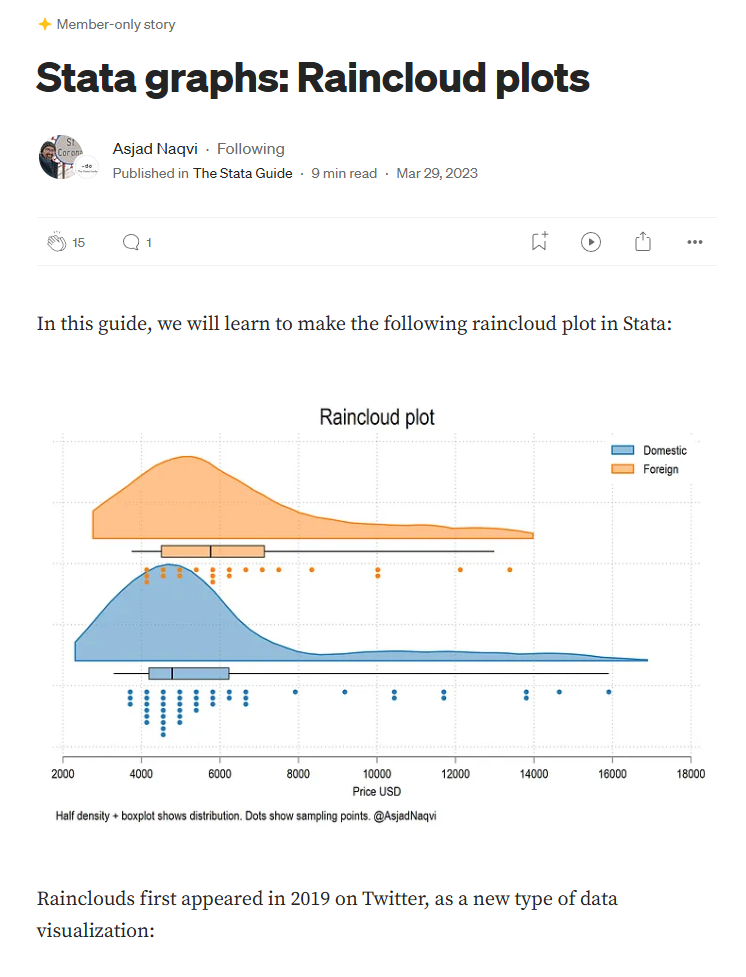 Member-only story
Stata graphs: Raincloud plots
Asjad Naqvi · Following
Published in The Stata Guide · 9 min read · Mar 29, 2023
15
1
In this guide, we will learn to make the following raincloud plot in Stata:
Raincloud plot
Domestic
Foreign
2000 4000 6000 8000 10000 12000 14000 16000 18000
Price USD
Half density + boxplot shows distribution. Dots show sampling points. @AsjadNaqvi
Rainclouds first appeared in 2019 on Twitter, as a new type of data
visualization: